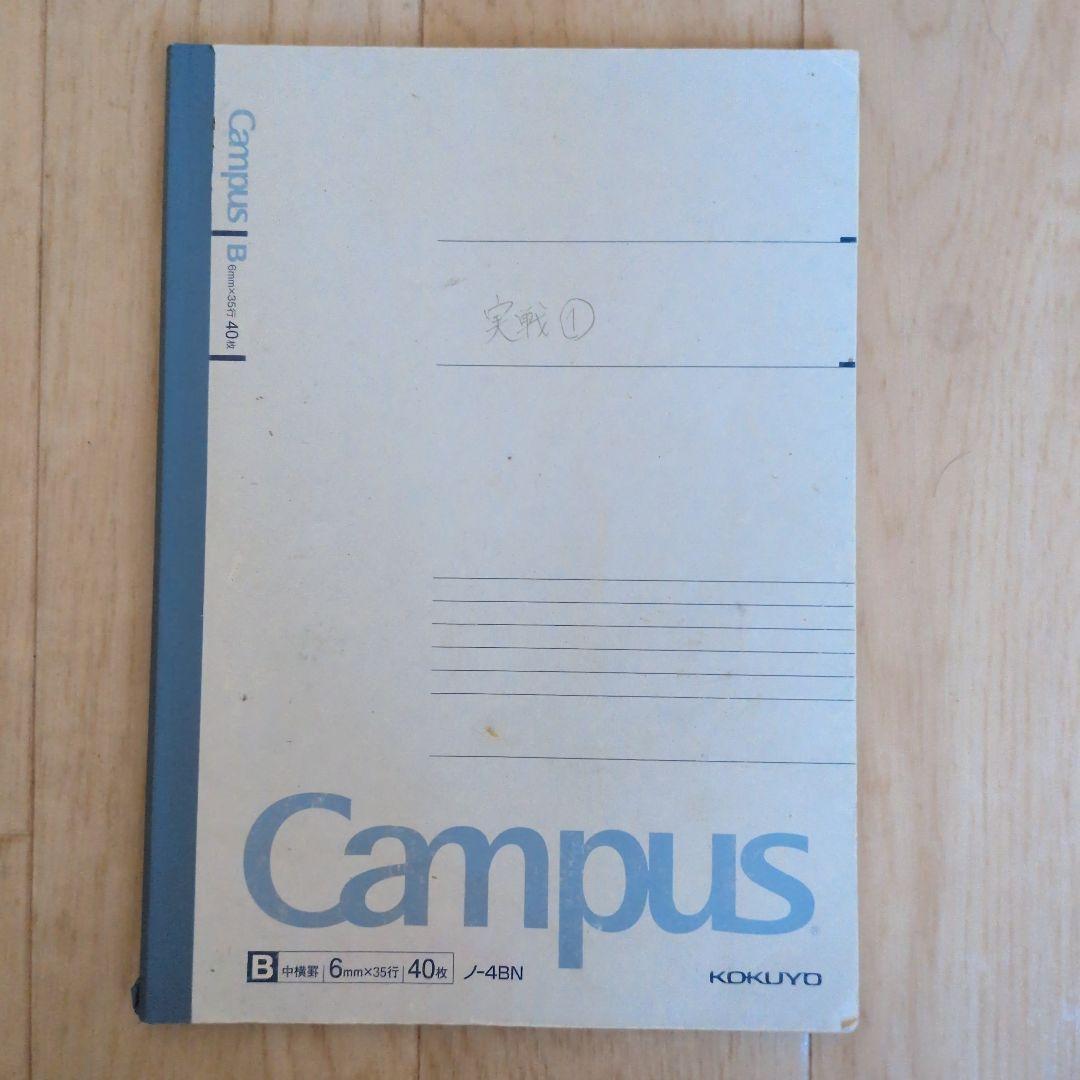 Campus
B 6mm×35行 40枚
実戦①
Campus®
B 中横罫 6mm×35行 40枚 ノ-4BN
KOKUYO